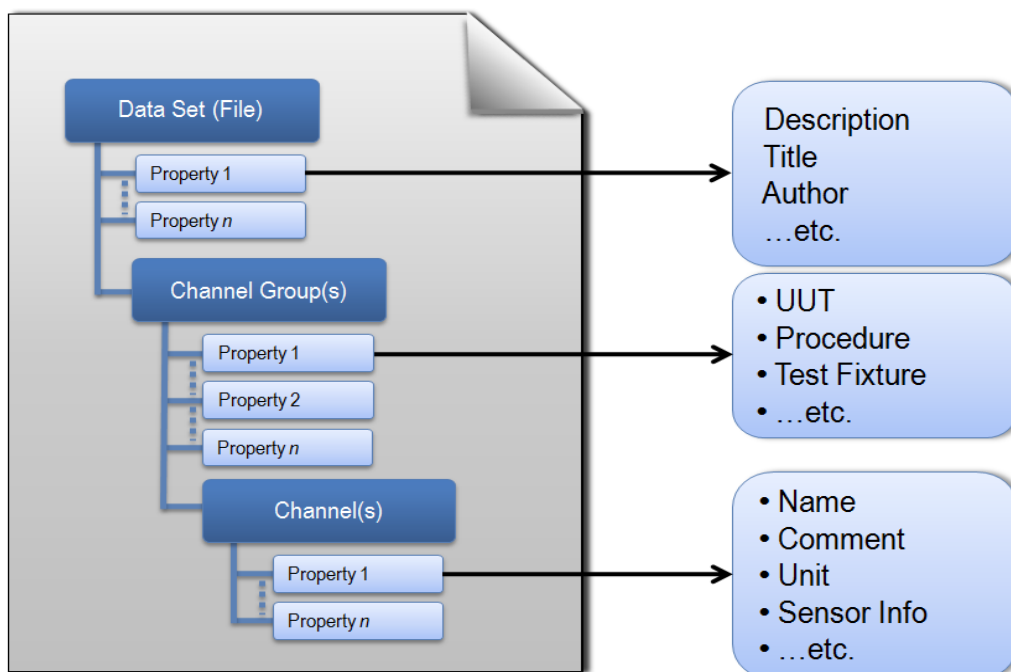 Data Set (File)
Property 1
Property n
Channel Group(s)
Property 1
Property 2
Property n
Channel(s)
Property 1
Property n
Description
Title
Author
…etc.
• UUT
• Procedure
• Test Fixture
• …etc.
• Name
• Comment
• Unit
• Sensor Info
• …etc.